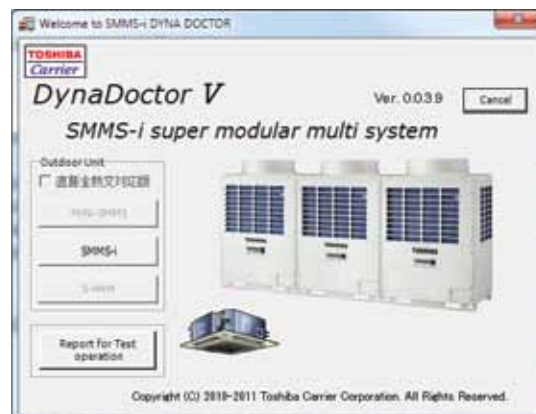 Welcome to SMMS-i DYNA DOCTOR
TOSHIBA
Carrier
DynaDoctor V
Ver. 0.0.3.9
Cancel
SMMS-i super modular multi system
Outdoor Unit
SMMS-i
Report for Test
operation
Copyright (C) 2010-2011 Toshiba Carrier Corporation. All Rights Reserved.